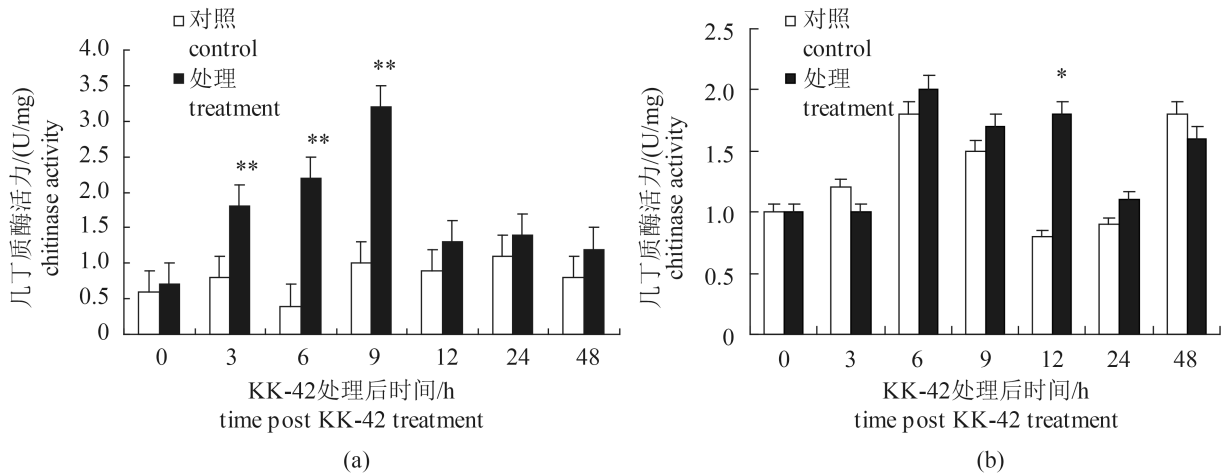 对照
control
处理
treatment
几丁质酶活力/(U/mg)
chitinase activity
4.0
3.5
3.0
2.5
2.0
1.5
1.0
0.5
0
**
**
**
0 3 6 9 12 24 48
KK-42处理后时间/h
time post KK-42 treatment
(a)
对照
control
处理
treatment
几丁质酶活力/(U/mg)
chitinase activity
2.5
2.0
1.5
1.0
0.5
0
*
0 3 6 9 12 24 48
KK-42处理后时间/h
time post KK-42 treatment
(b)